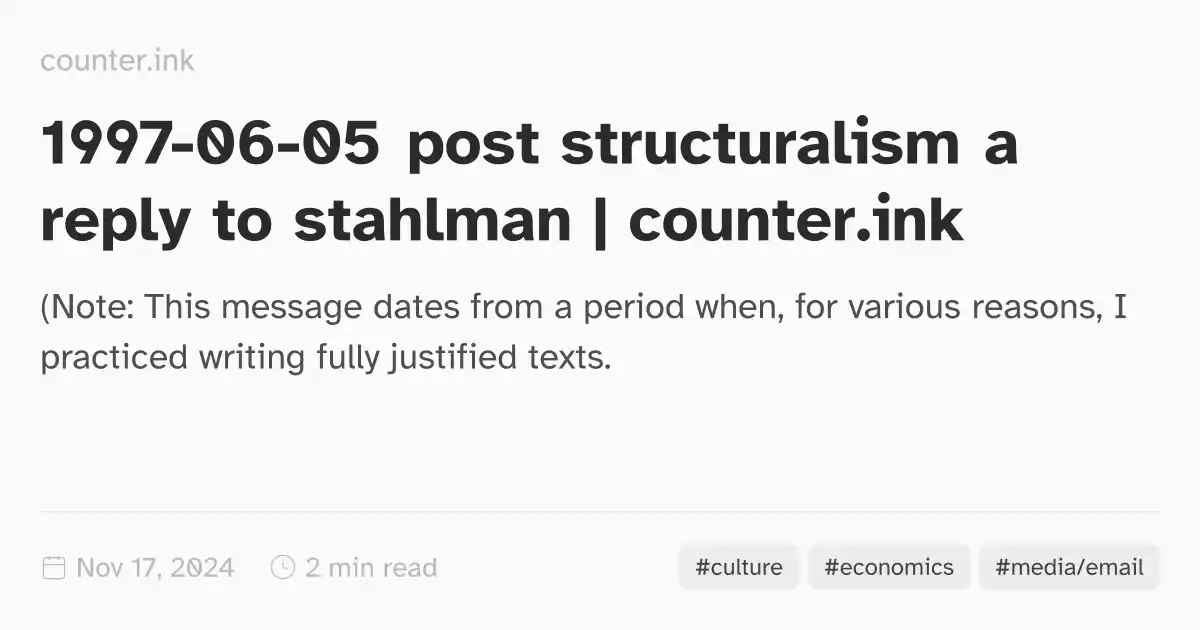 counter.ink
1997-06-05 post structuralism a
reply to stahlman | counter.ink
(Note: This message dates from a period when, for various reasons, I
practiced writing fully justified texts.
Nov 17, 2024 2 min read #culture #economics #media/email